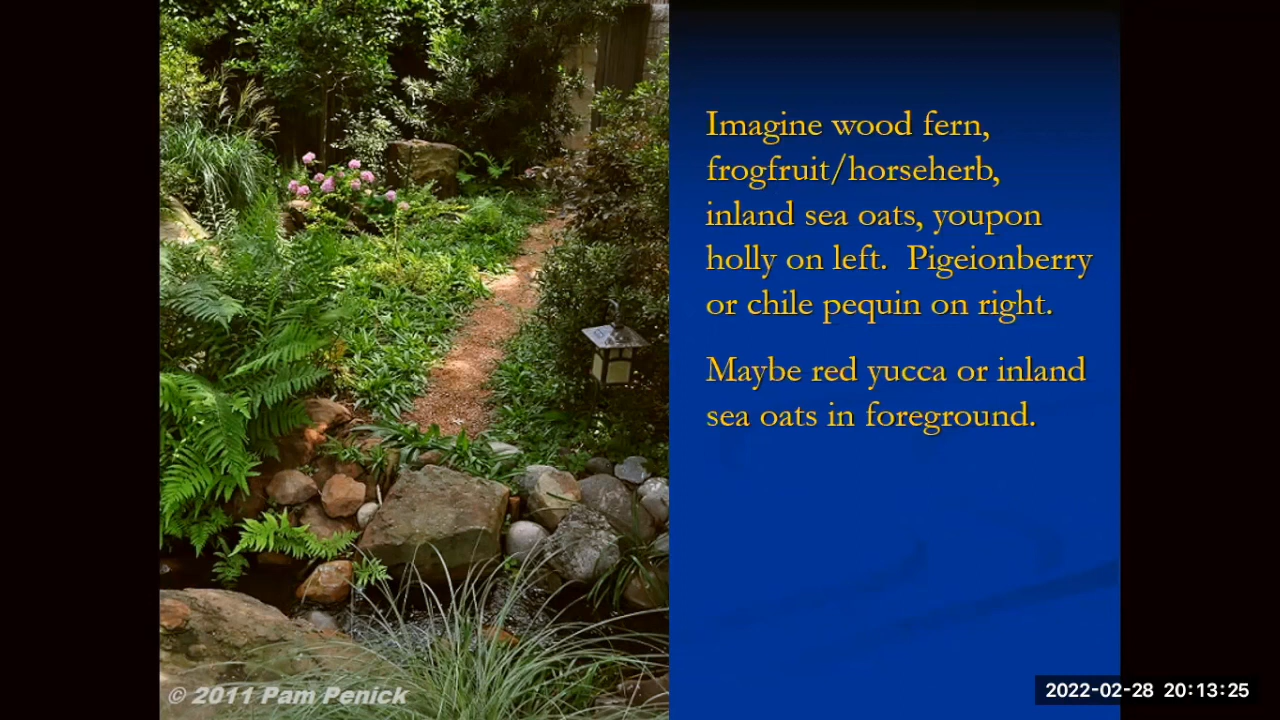 Imagine wood fern,
frogfruit/horseherb,
inland sea oats, youpon
holly on left.  Pigeionberry
or chile pequin on right.
Maybe red yucca or inland
sea oats in foreground.
© 2011 Pam Penick
2022-02-28 20:13:25